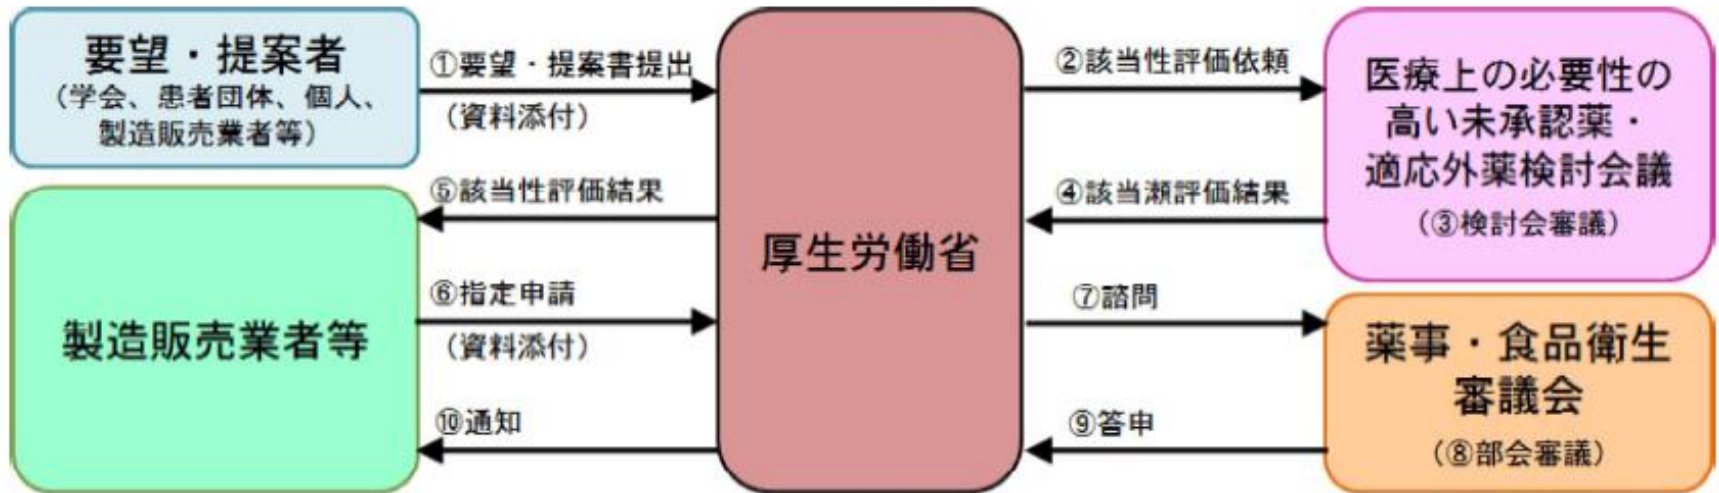 要望・提案者
（学会、患者団体、個人、
製造販売業者等）
①要望・提案書提出
（資料添付）
②該当性評価依頼
医療上の必要性の
高い未承認薬・
適応外薬検討会議
（③検討会審議）
④該当瀬評価結果
⑤該当性評価結果
厚生労働省
製造販売業者等
⑥指定申請
（資料添付）
⑦諮問
薬事・食品衛生
審議会
（⑧部会審議）
⑨答申
⑩通知